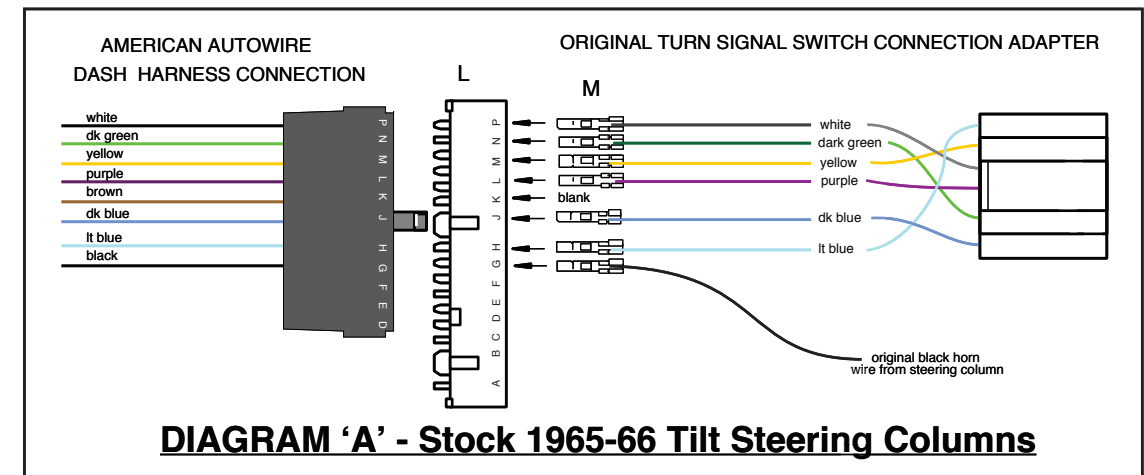 AMERICAN AUTOWIRE
DASH HARNESS CONNECTION
ORIGINAL TURN SIGNAL SWITCH CONNECTION ADAPTER
L
M
white
dk green
yellow
purple
brown
dk blue
lt blue
black
P
N
M
L
K
J
H
G
F
E
D
P
N
M
L
K
J
H
G
F
E
D
C
B
A
blank
white
dark green
yellow
purple
dk blue
lt blue
original black horn
wire from steering column
DIAGRAM ‘A’ - Stock 1965-66 Tilt Steering Columns